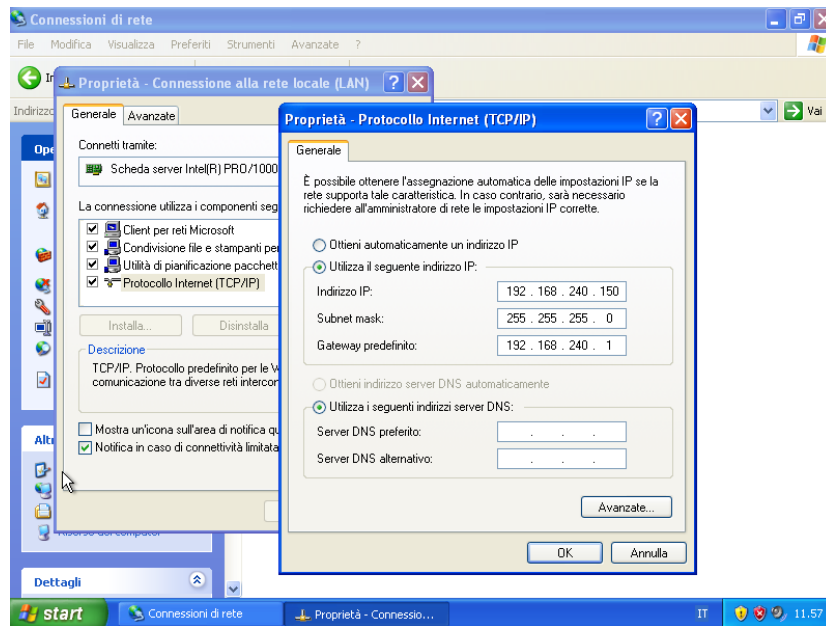 Connessioni di rete
File Modifica Visualizza Preferiti Strumenti Avanzate ?
Indirizzo
Vai
Proprietà - Connessione alla rete locale (LAN)
Generale Avanzate
Connetti tramite:
Scheda server Intel(R) PRO/1000
La connessione utilizza i componenti seg
Client per reti Microsoft
Condivisione file e stampanti per
Utilità di pianificazione pacchett
Protocollo Internet (TCP/IP)
Installa... Disinstalla
Descrizione
TCP/IP. Protocollo predefinito per le
comunicazione tra diverse reti intercon
Mostra un'icona sull'area di notifica qu
Notifica in caso di connettività limitata
Proprietà - Protocollo Internet (TCP/IP)
Generale
È possibile ottenere l'assegnazione automatica delle impostazioni IP se la
rete supporta tale caratteristica. In caso contrario, sarà necessario
richiedere all'amministratore di rete le impostazioni IP corrette.
Ottieni automaticamente un indirizzo IP
Utilizza il seguente indirizzo IP:
Indirizzo IP: 192 . 168 . 240 . 150
Subnet mask: 255 . 255 . 255 . 0
Gateway predefinito: 192 . 168 . 240 . 1
Ottieni indirizzo server DNS automaticamente
Utilizza i seguenti indirizzi server DNS:
Server DNS preferito: . . .
Server DNS alternativo: . . .
Avanzate...
OK Annulla
Ope
Altr
Risorse del computer
Dettagli
start Connessioni di rete Proprietà - Connessio... IT 11.57